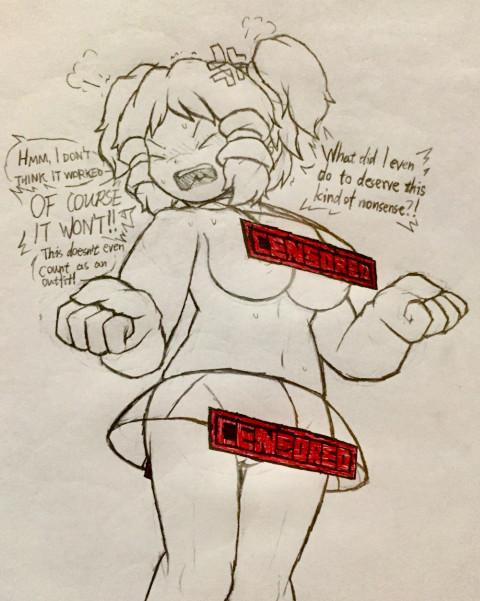 HMM, I DON'T
THINK IT WORKED-
OF COURSE
IT WON'T!!
This doesn't even
count as an
outfit!
What did I even
do to deserve this
kind of nonsense?!
CENSORED
CENSORED